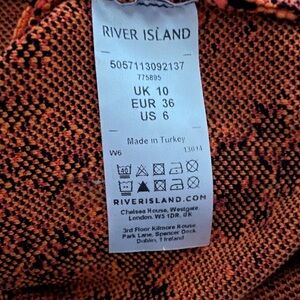 RIVER ISLAND
5057113092137
775895
UK 10
EUR 36
US 6
Made in Turkey
W6 13014
RIVERISLAND.COM
Chelsea House, Westgate
London. W5 1DR. UK
3rd Floor Kilmore House
Park Lane, Spencer Dock
Dublin, 1 Ireland